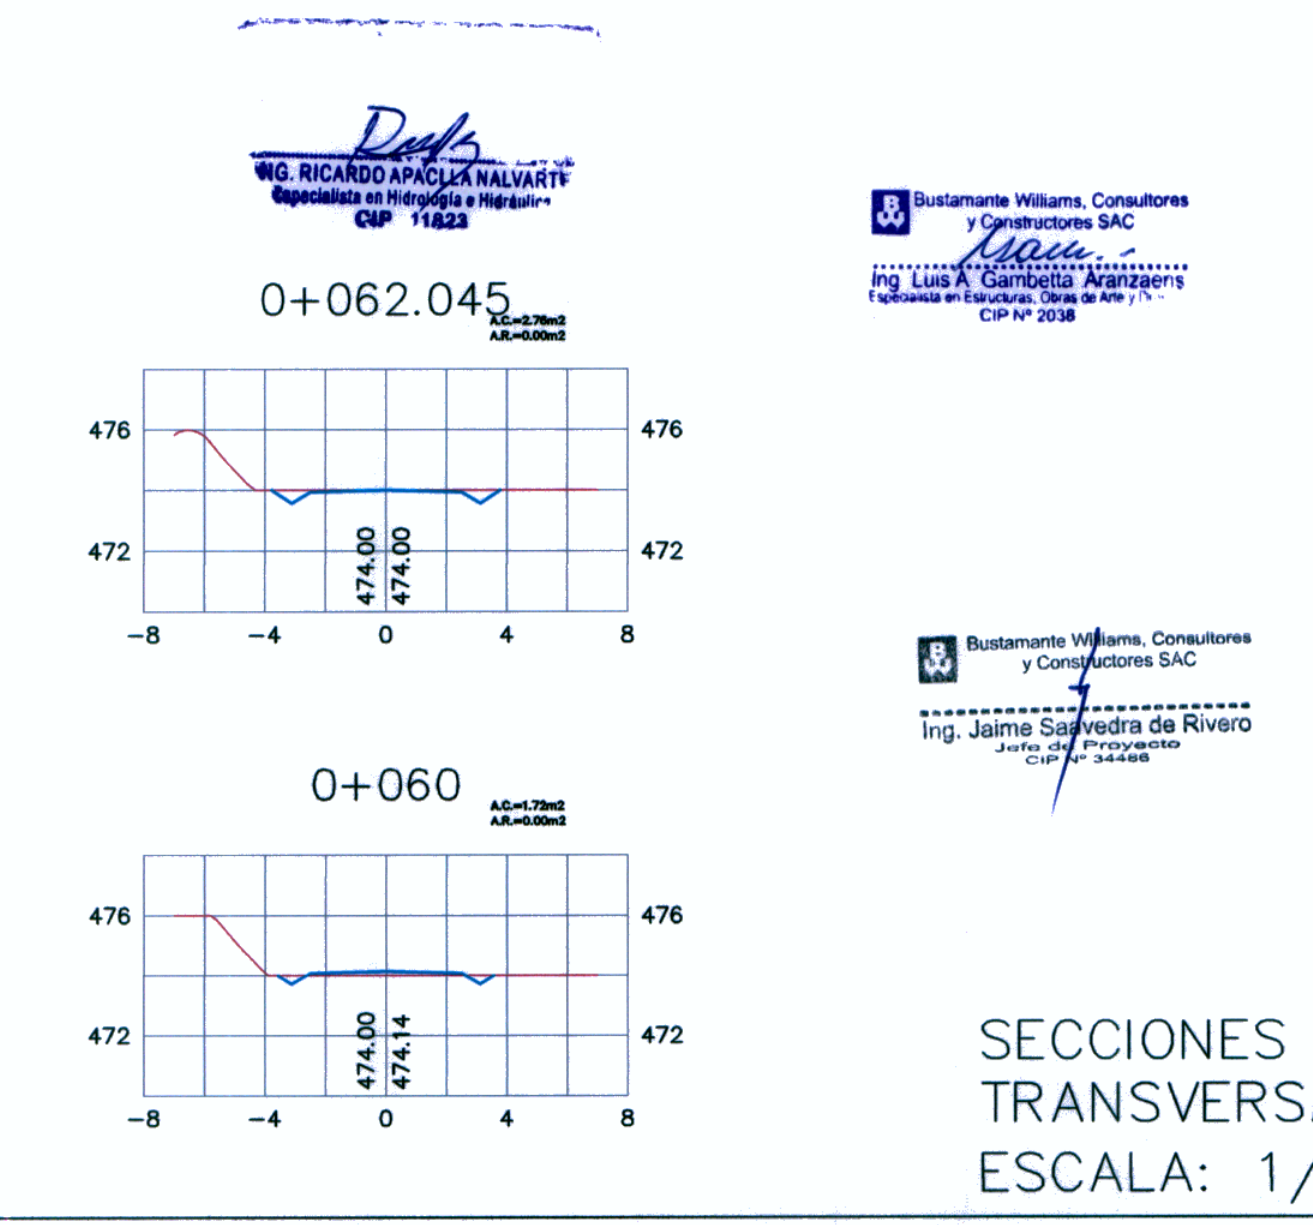 ING. RICARDO APACLLA NALVARTE
Especialista en Hidrología e Hidráulica
CIP 11823
Bustamante Williams, Consultores
y Constructores SAC
Ing. Luis A. Gambetta Aranzaens
Especialista en Estructuras, Obras de Arte y
CIP Nº 2038
0+062.045
A.C.=2.76m2
A.R.=0.00m2
476 476
472 472
474.00
474.00
-8 -4 0 4 8
Bustamante Williams, Consultores
y Constructores SAC
Ing. Jaime Saavedra de Rivero
Jefe de Proyecto
CIP Nº 34486
0+060
A.C.=1.72m2
A.R.=0.00m2
476 476
472 472
474.00
474.14
-8 -4 0 4 8
SECCIONES
TRANSVERSA
ESCALA: 1/